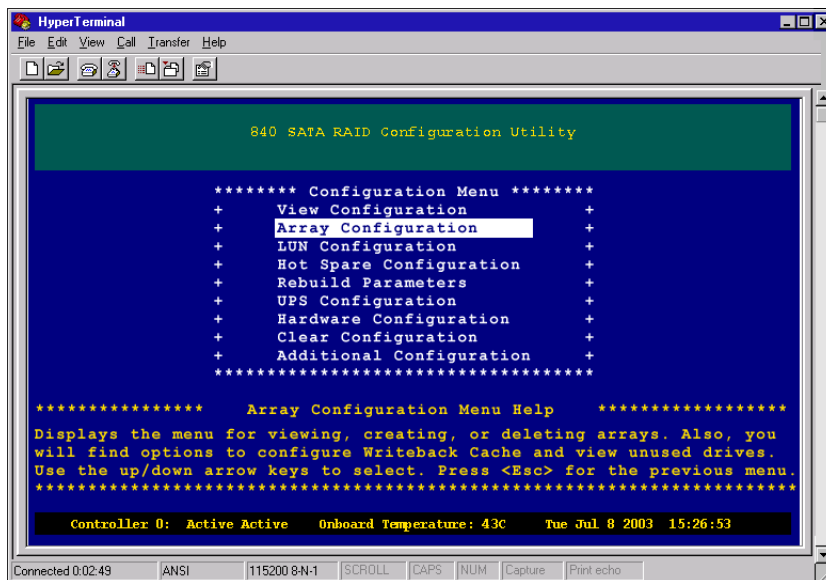 HyperTerminal
File Edit View Call Transfer Help
840 SATA RAID Configuration Utility
******** Configuration Menu ********
+ View Configuration +
+ Array Configuration +
+ LUN Configuration +
+ Hot Spare Configuration +
+ Rebuild Parameters +
+ UPS Configuration +
+ Hardware Configuration +
+ Clear Configuration +
+ Additional Configuration +
************************************
**************** Array Configuration Menu Help ******************
Displays the menu for viewing, creating, or deleting arrays. Also, you
will find options to configure Writeback Cache and view unused drives.
Use the up/down arrow keys to select. Press <Esc> for the previous menu.
************************************************************************
Controller 0: Active Active Onboard Temperature: 43C Tue Jul 8 2003 15:26:53
Connected 0:02:49 ANSI 115200 8-N-1 SCROLL CAPS NUM Capture Print echo